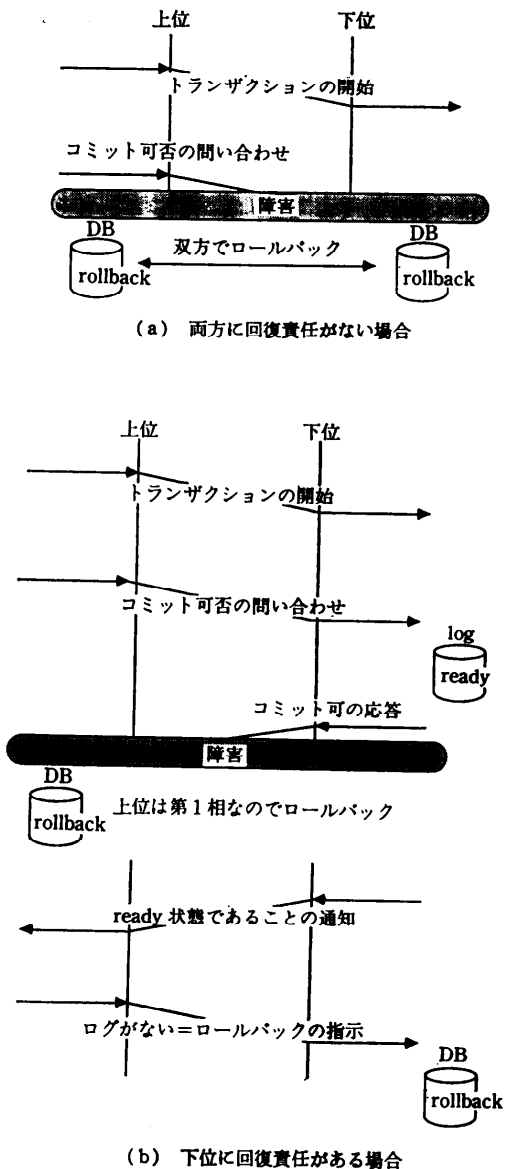 上位 下位
トランザクションの開始
コミット可否の問い合わせ
障害
DB DB
rollback 双方でロールバック rollback
(a) 両方に回復責任がない場合
上位 下位
トランザクションの開始
コミット可否の問い合わせ
log
ready
コミット可の応答
障害
DB
rollback 上位は第1相なのでロールバック
ready 状態であることの通知
ログがない=ロールバックの指示
DB
rollback
(b) 下位に回復責任がある場合